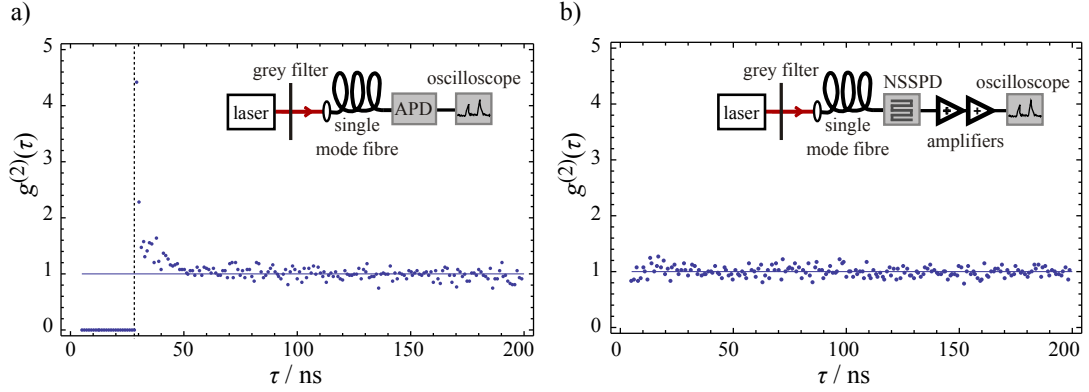 a)
5
4
3
2
1
0
g(2)(τ)
grey filter
laser
single
mode fibre
APD
oscilloscope
0 50 100 150 200
τ / ns
b)
5
4
3
2
1
0
g(2)(τ)
grey filter
laser
single
mode fibre
NSSPD
amplifiers
oscilloscope
0 50 100 150 200
τ / ns